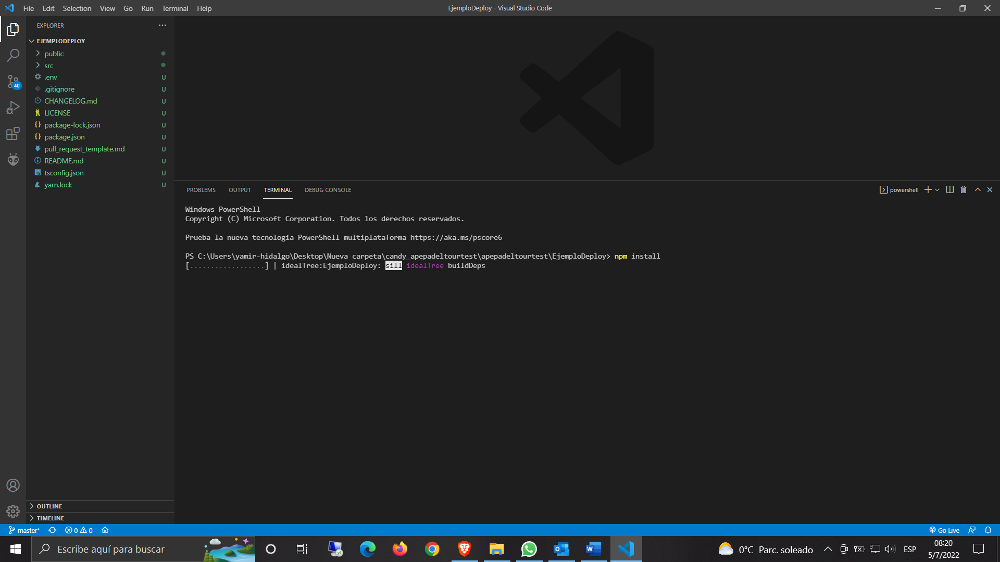 File Edit Selection View Go Run Terminal Help
EjemploDeploy - Visual Studio Code
EXPLORER
EJEMPLODEPLOY
public
src
.env U
.gitignore U
CHANGELOG.md U
LICENSE U
package-lock.json U
package.json U
pull_request_template.md U
README.md U
tsconfig.json U
yarn.lock U
40
OUTLINE
TIMELINE
PROBLEMS OUTPUT TERMINAL DEBUG CONSOLE
powershell
Windows PowerShell
Copyright (C) Microsoft Corporation. Todos los derechos reservados.
Prueba la nueva tecnología PowerShell multiplataforma https://aka.ms/pscore6
PS C:\Users\yamir-hidalgo\Desktop\Nueva carpeta\candy_apepadeltourtest\apepadeltourtest\EjemploDeploy> npm install
[..................] | idealTree:EjemploDeploy: sill idealTree buildDeps
master* 0 0
Go Live
Escribe aquí para buscar
0°C Parc. soleado
ESP
08:20
5/7/2022